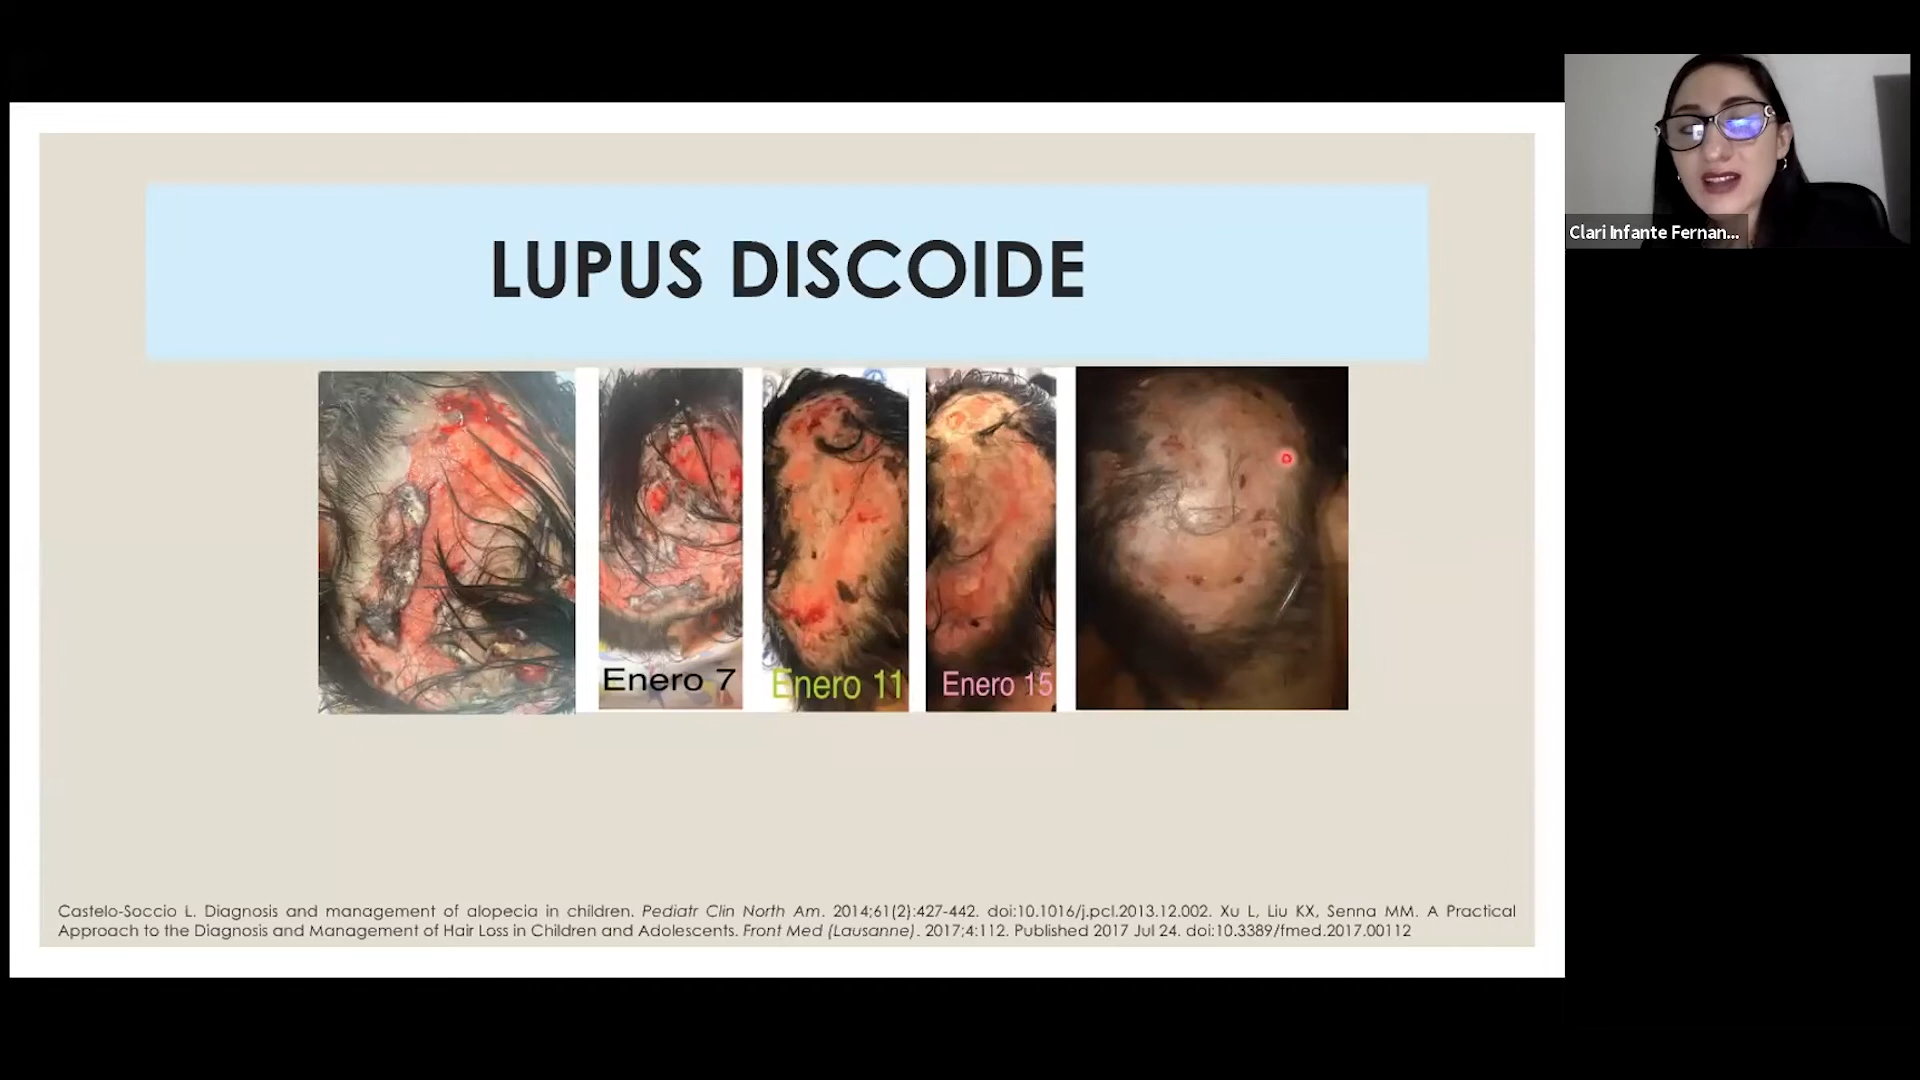 LUPUS DISCOIDE
Clari Infante Fernan...
Enero 7
Enero 11
Enero 15
Castelo-Soccio L. Diagnosis and management of alopecia in children. Pediatr Clin North Am. 2014;61(2):427-442. doi:10.1016/j.pcl.2013.12.002. Xu L, Liu KX, Senna MM. A Practical
Approach to the Diagnosis and Management of Hair Loss in Children and Adolescents. Front Med (Lausanne). 2017;4:112. Published 2017 Jul 24. doi:10.3389/fmed.2017.00112